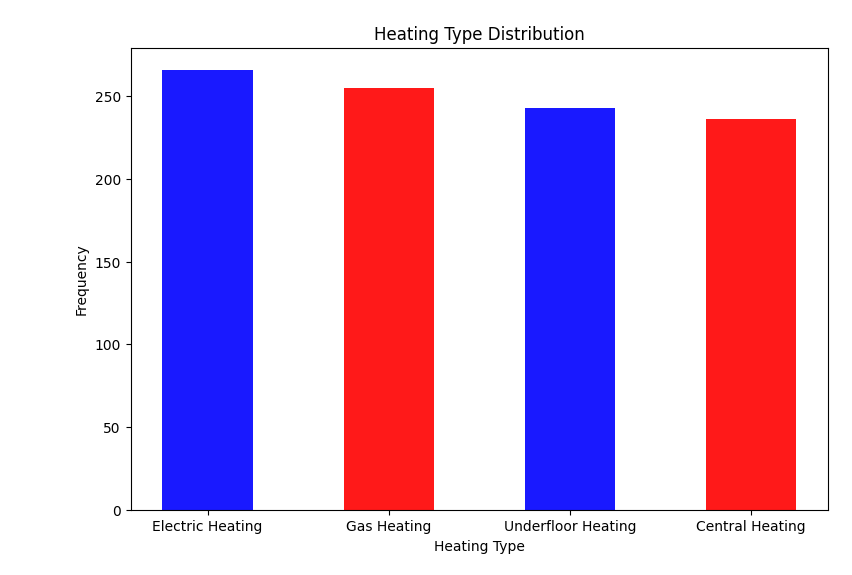 Heating Type Distribution
250
200
150
100
50
0
Frequency
Electric Heating
Gas Heating
Underfloor Heating
Central Heating
Heating Type